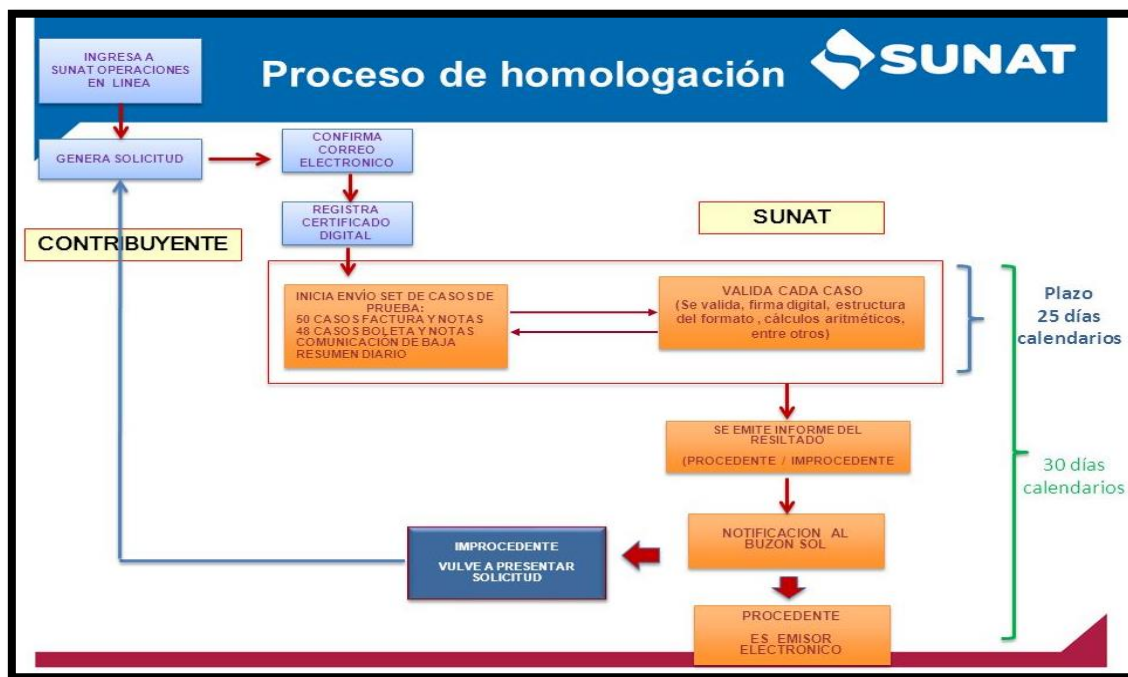 INGRESA A
SUNAT OPERACIONES
EN LINEA
Proceso de homologación
SUNAT
GENERA SOLICITUD
CONFIRMA
CORREO
ELECTRONICO
REGISTRA
CERTIFICADO
DIGITAL
CONTRIBUYENTE
SUNAT
INICIA ENVÍO SET DE CASOS DE
PRUEBA:
50 CASOS FACTURA Y NOTAS
48 CASOS BOLETA Y NOTAS
COMUNICACIÓN DE BAJA
RESUMEN DIARIO
VALIDA CADA CASO
(Se valida, firma digital, estructura
del formato , cálculos aritméticos,
entre otros)
Plazo
25 días
calendarios
SE EMITE INFORME DEL
RESILTADO
(PROCEDENTE / IMPROCEDENTE
30 días
calendarios
NOTIFICACION AL
BUZON SOL
IMPROCEDENTE
VULVE A PRESENTAR
SOLICITUD
PROCEDENTE
ES EMISOR
ELECTRÓNICO